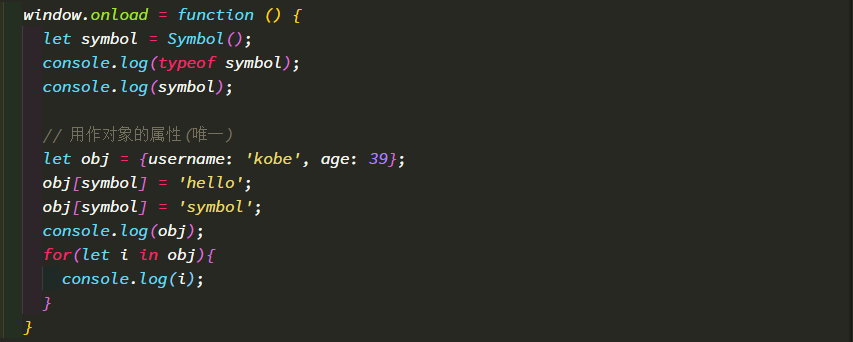 window.onload = function () {
let symbol = Symbol();
console.log(typeof symbol);
console.log(symbol);
// 用作对象的属性(唯一)
let obj = {username: 'kobe', age: 39};
obj[symbol] = 'hello';
obj[symbol] = 'symbol';
console.log(obj);
for(let i in obj){
console.log(i);
}
}